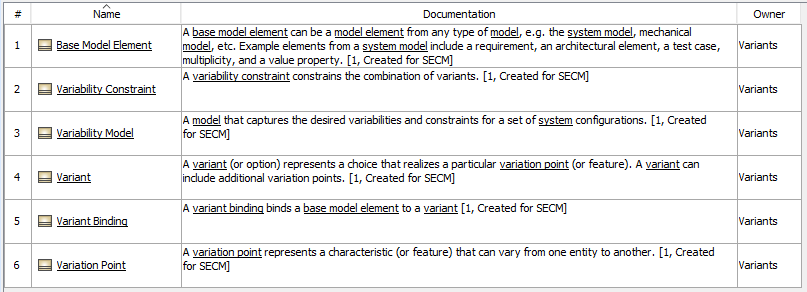 # Name Documentation Owner
1 Base Model Element A base model element can be a model element from any type of model, e.g. the system model, mechanical Variants
model, etc. Example elements from a system model include a requirement, an architectural element, a test case,
multiplicity, and a value property. [1, Created for SECM]
2 Variability Constraint A variability constraint constrains the combination of variants. [1, Created for SECM] Variants
3 Variability Model A model that captures the desired variabilities and constraints for a set of system configurations. [1, Created Variants
for SECM]
4 Variant A variant (or option) represents a choice that realizes a particular variation point (or feature). A variant can Variants
include additional variation points. [1, Created for SECM]
5 Variant Binding A variant binding binds a base model element to a variant [1, Created for SECM] Variants
6 Variation Point A variation point represents a characteristic (or feature) that can vary from one entity to another. [1, Created Variants
for SECM]